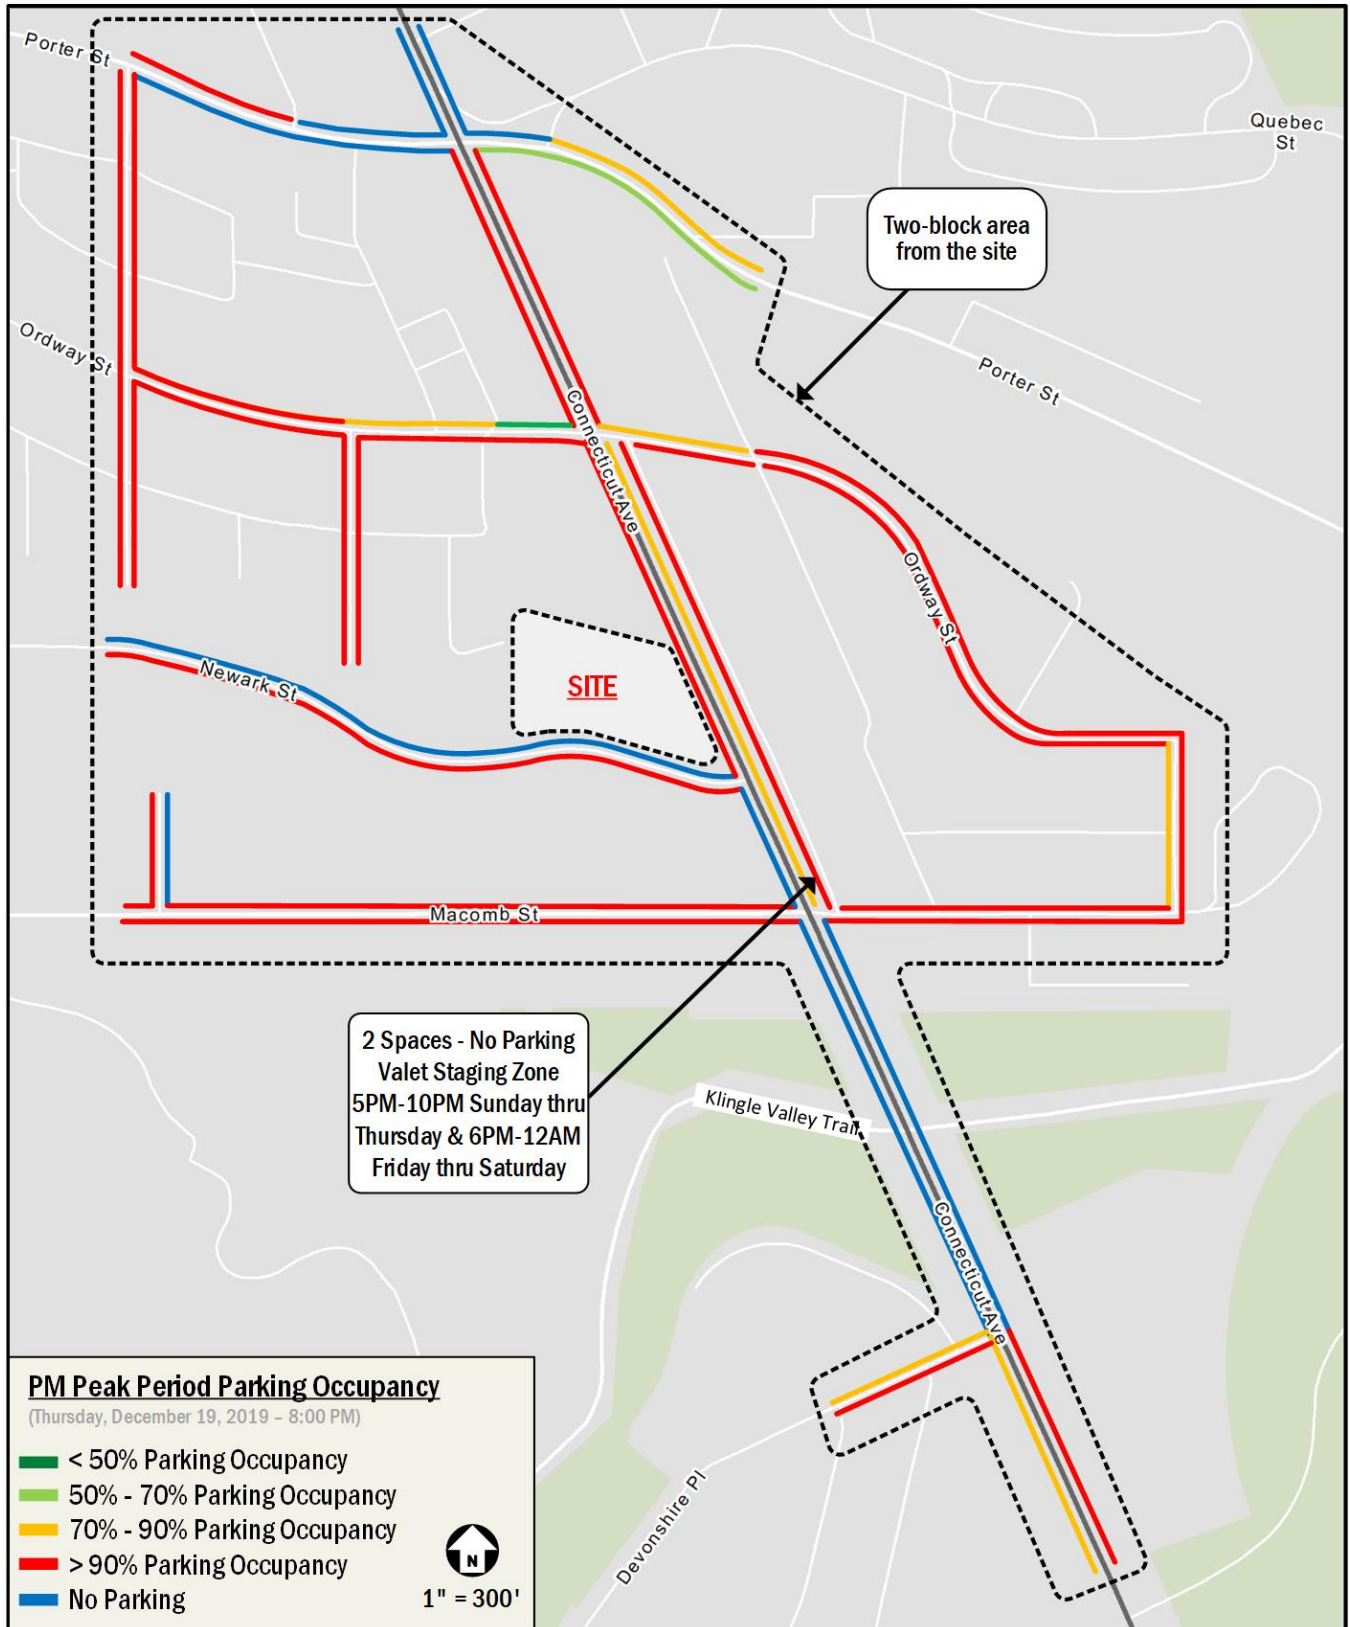 Porter St
Quebec
St
Two-block area
from the site
Ordway St
Porter St
Connecticut Ave
Ordway St
SITE
Newark St
Macomb St
2 Spaces - No Parking
Valet Staging Zone
5PM-10PM Sunday thru
Thursday & 6PM-12AM
Friday thru Saturday
Klingle Valley Trail
Connecticut Ave
Devonshire Pl
PM Peak Period Parking Occupancy
(Thursday, December 19, 2019 – 8:00 PM)
< 50% Parking Occupancy
50% - 70% Parking Occupancy
70% - 90% Parking Occupancy
> 90% Parking Occupancy
No Parking
N
1" = 300'